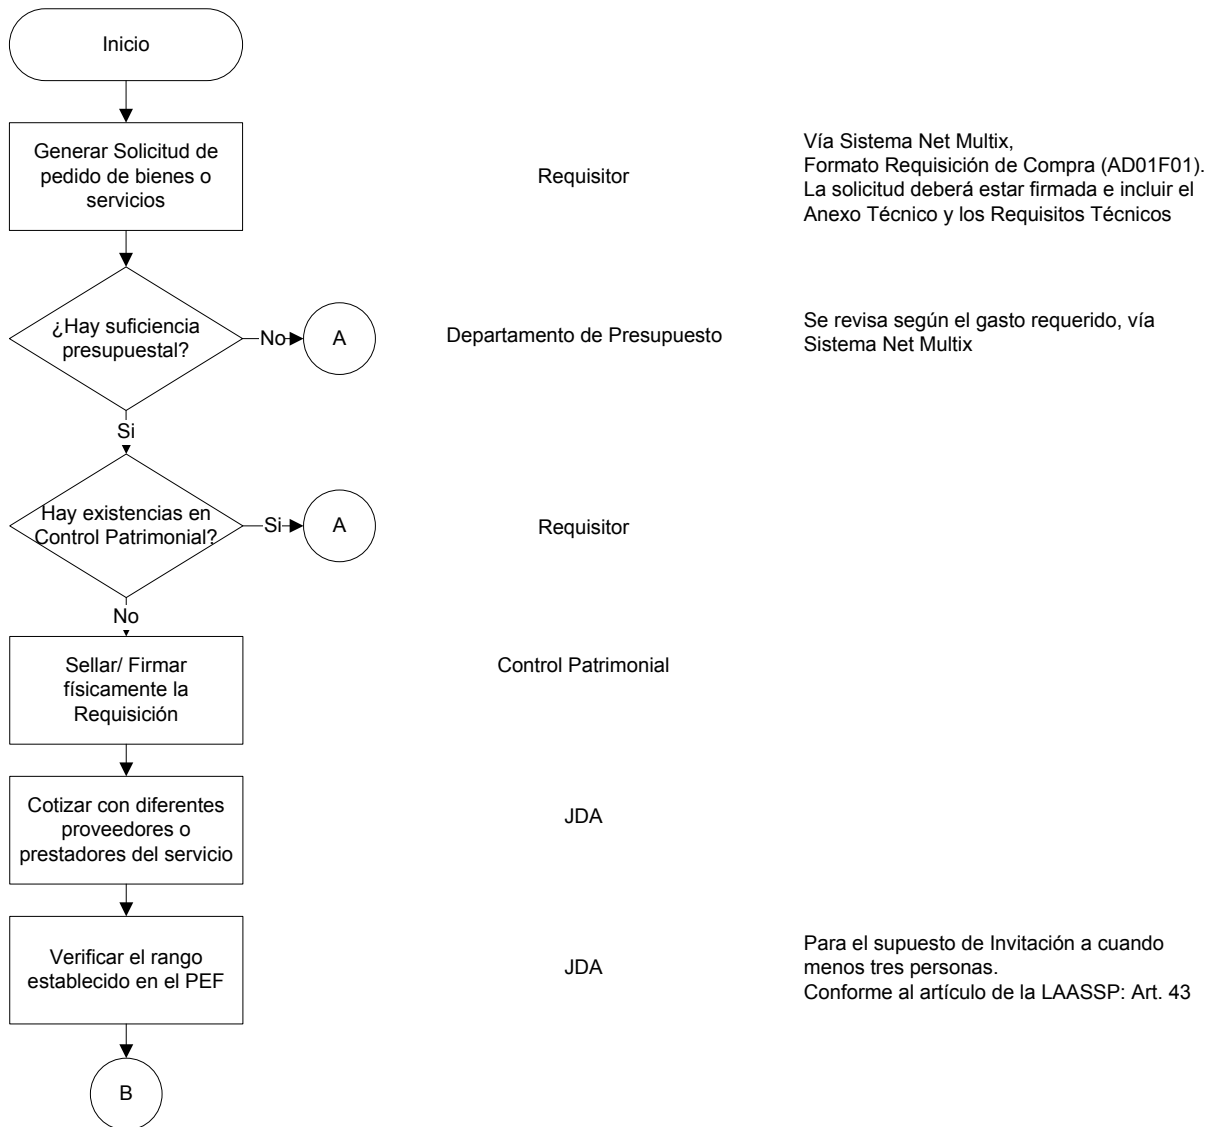 Inicio
Generar Solicitud de
pedido de bienes o
servicios
Requisitor
Vía Sistema Net Multix,
Formato Requisición de Compra (AD01F01).
La solicitud deberá estar firmada e incluir el
Anexo Técnico y los Requisitos Técnicos
¿Hay suficiencia
presupuestal?
No
A
Departamento de Presupuesto
Se revisa según el gasto requerido, vía
Sistema Net Multix
Si
Hay existencias en
Control Patrimonial?
Si
A
Requisitor
No
Sellar/ Firmar
físicamente la
Requisición
Control Patrimonial
Cotizar con diferentes
proveedores o
prestadores del servicio
JDA
Verificar el rango
establecido en el PEF
JDA
Para el supuesto de Invitación a cuando
menos tres personas.
Conforme al artículo de la LAASSP: Art. 43
B